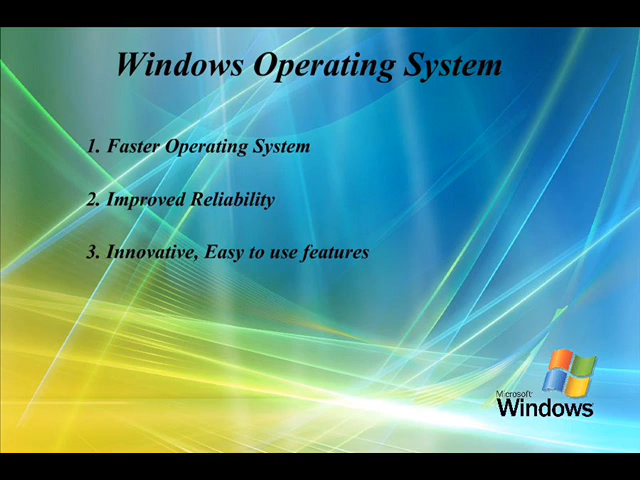 Windows Operating System
1. Faster Operating System
2. Improved Reliability
3. Innovative, Easy to use features
Microsoft
Windows